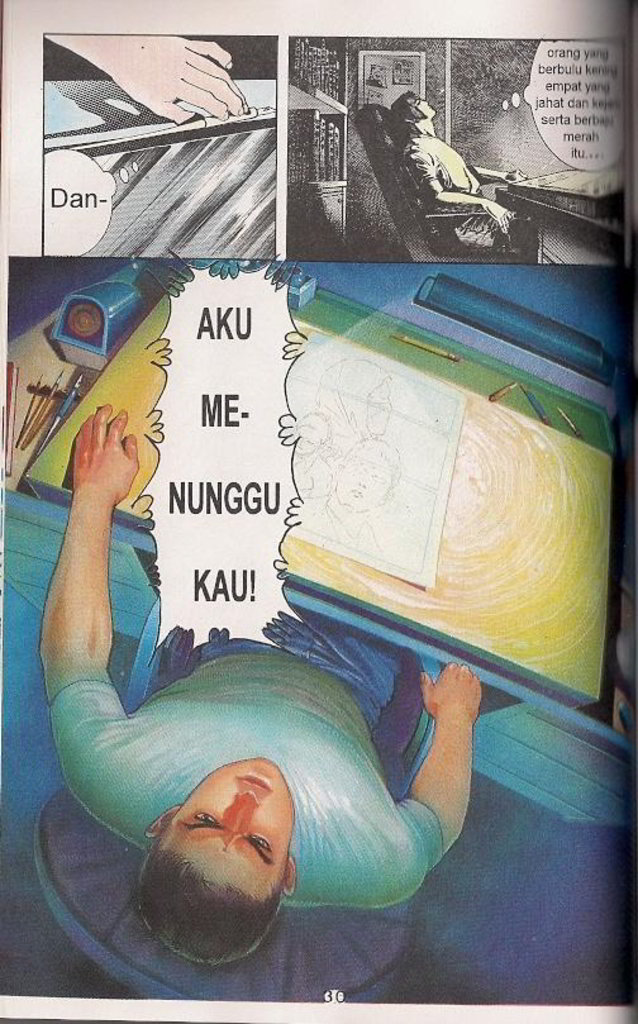 Dan-
orang yang
berbulu kening
empat yang
jahat dan kejam
serta berbaju
merah
itu....
AKU
ME-
NUNGGU
KAU!
30